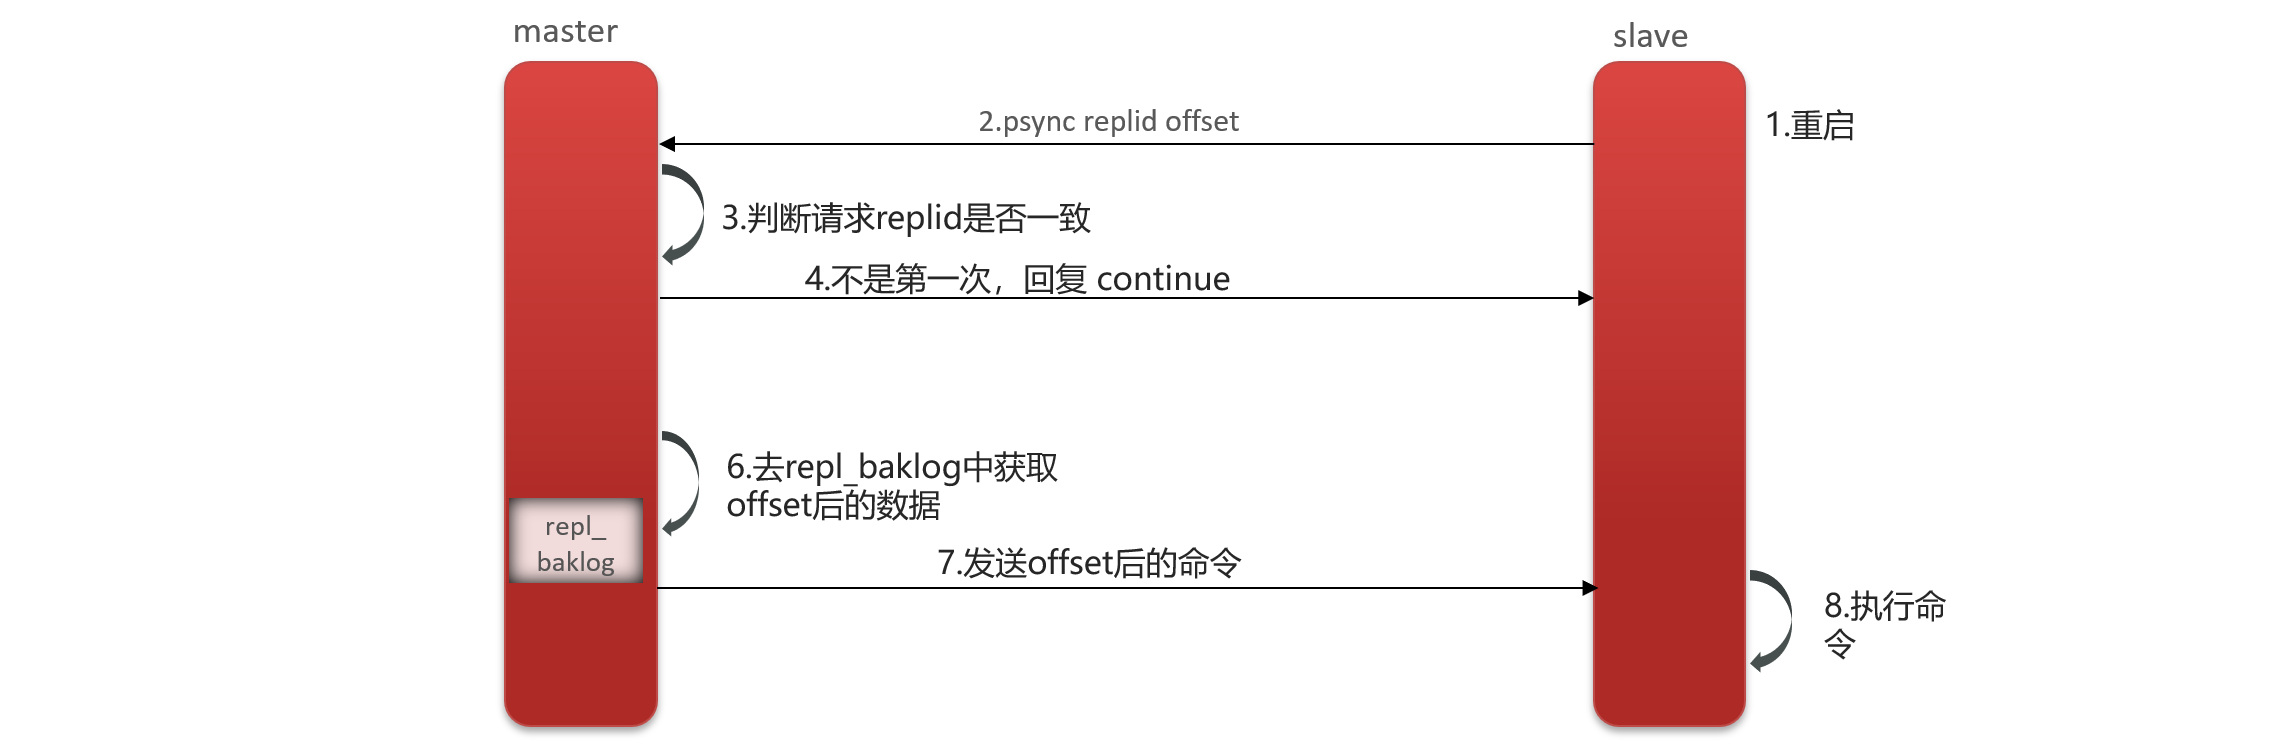 master
slave
1.重启
2.psync replid offset
3.判断请求replid是否一致
4.不是第一次，回复 continue
6.去repl_baklog中获取
offset后的数据
repl_
baklog
7.发送offset后的命令
8.执行命
令